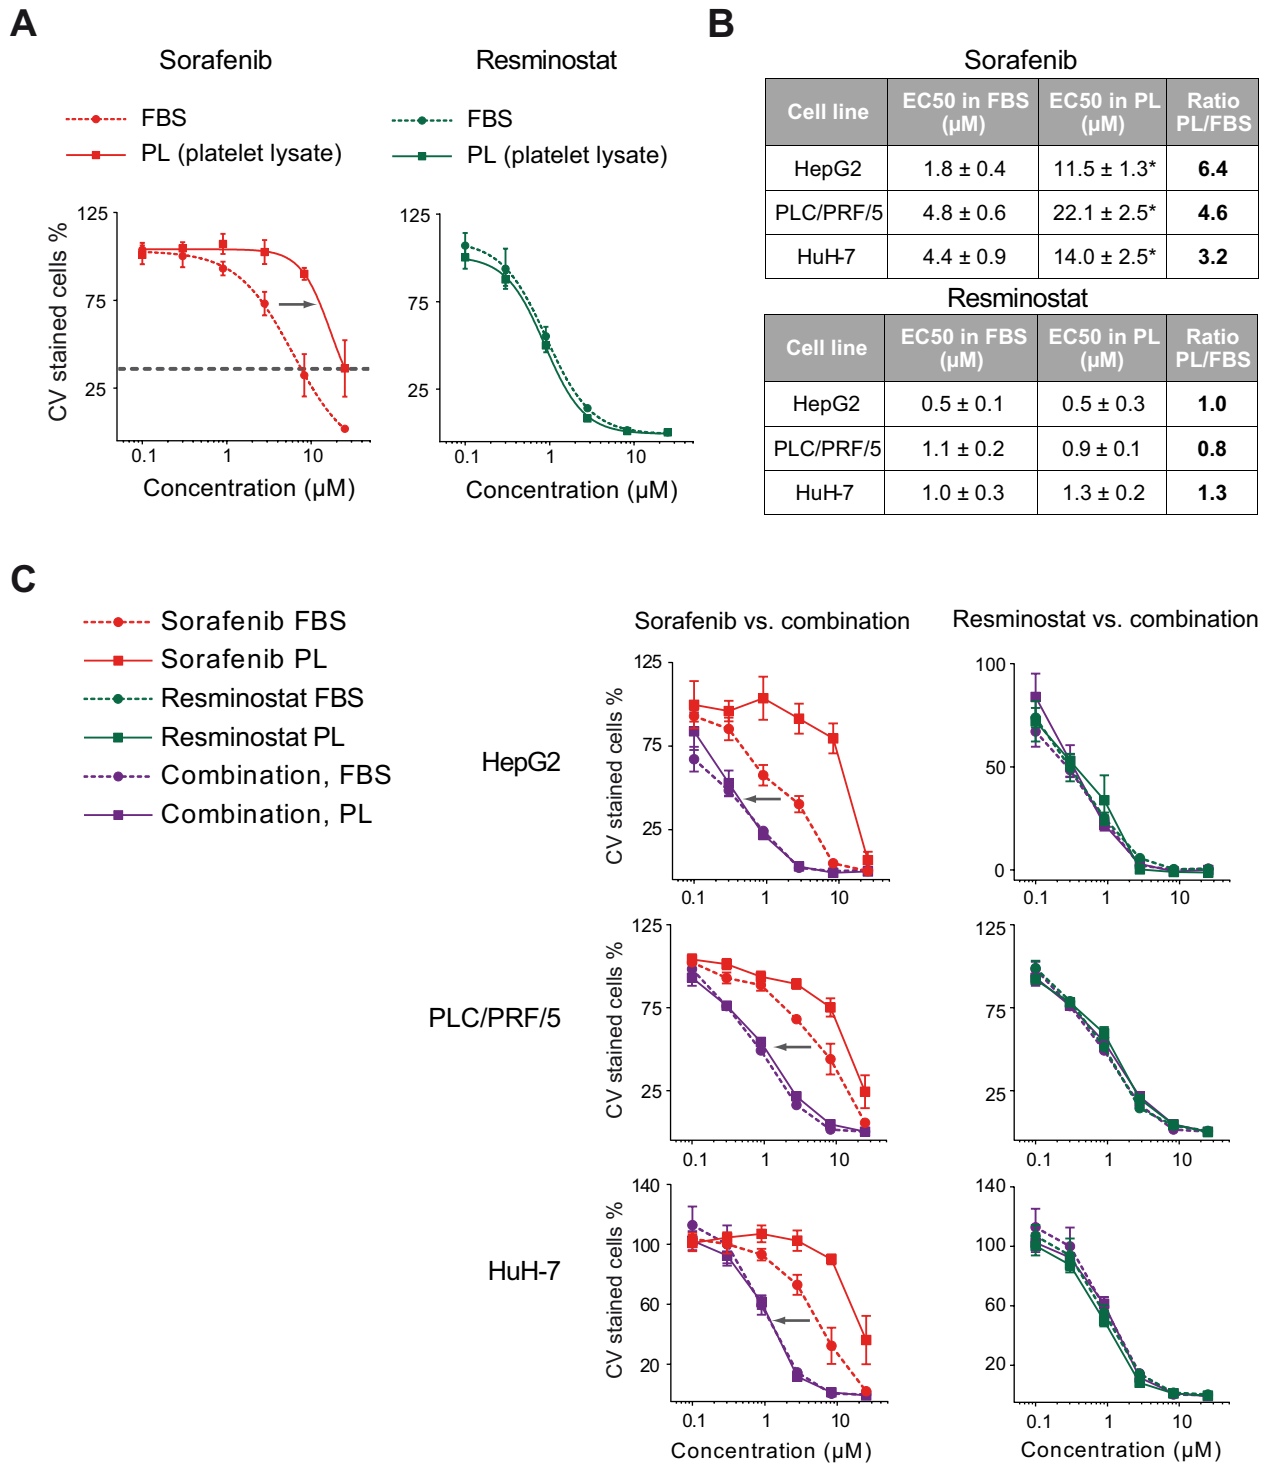 A
Sorafenib
FBS
PL (platelet lysate)
Resminostat
FBS
PL (platelet lysate)
CV stained cells %
125
75
25
0.1 1 10
Concentration (µM)
125
75
25
0.1 1 10
Concentration (µM)
B
Sorafenib
Cell line EC50 in FBS (µM) EC50 in PL (µM) Ratio PL/FBS
HepG2 1.8 ± 0.4 11.5 ± 1.3* 6.4
PLC/PRF/5 4.8 ± 0.6 22.1 ± 2.5* 4.6
HuH-7 4.4 ± 0.9 14.0 ± 2.5* 3.2
Resminostat
Cell line EC50 in FBS (µM) EC50 in PL (µM) Ratio PL/FBS
HepG2 0.5 ± 0.1 0.5 ± 0.3 1.0
PLC/PRF/5 1.1 ± 0.2 0.9 ± 0.1 0.8
HuH-7 1.0 ± 0.3 1.3 ± 0.2 1.3
C
Sorafenib FBS
Sorafenib PL
Resminostat FBS
Resminostat PL
Combination, FBS
Combination, PL
Sorafenib vs. combination
Resminostat vs. combination
HepG2
CV stained cells %
125
75
25
0.1 1 10
100
50
0
0.1 1 10
PLC/PRF/5
CV stained cells %
125
75
25
0.1 1 10
125
75
25
0.1 1 10
HuH-7
CV stained cells %
140
100
60
20
0.1 1 10
Concentration (µM)
140
100
60
20
0.1 1 10
Concentration (µM)